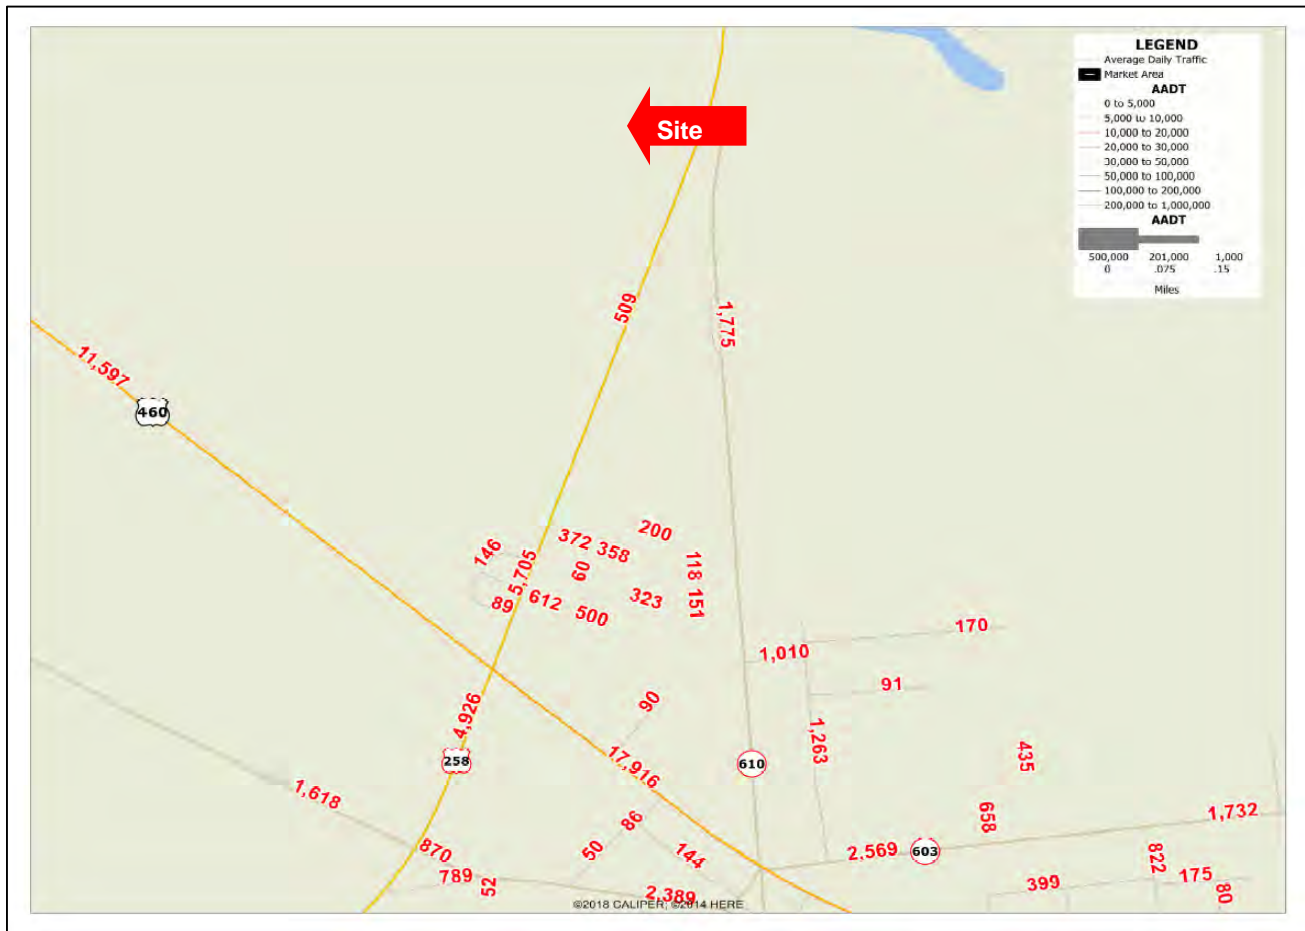 LEGEND
Average Daily Traffic
Market Area
AADT
0 to 5,000
5,000 to 10,000
10,000 to 20,000
20,000 to 30,000
30,000 to 50,000
50,000 to 100,000
100,000 to 200,000
200,000 to 1,000,000
AADT
500,000 201,000 1,000
0 .075 .15
Miles
Site
509
1,775
11,597
460
200
372
358
146
118
5,705
60
89
612
500
323
151
170
1,010
91
90
4,926
1,263
435
258
17,916
610
1,618
658
1,732
86
870
50
144
2,569
603
822
789
52
2,389
399
175
80
©2018 CALIPER; ©2014 HERE